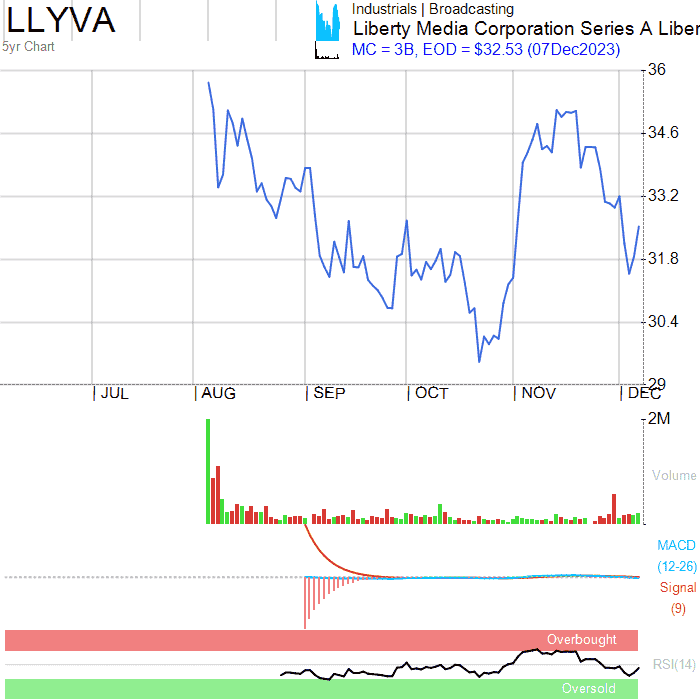 LLYVA
5yr Chart
Industrials | Broadcasting
Liberty Media Corporation Series A Liber
MC = 3B, EOD = $32.53 (07Dec2023)
36
34.6
33.2
31.8
30.4
29
JUL AUG SEP OCT NOV DEC
2M
Volume
MACD
(12-26)
Signal
(9)
Overbought
RSI(14)
Oversold